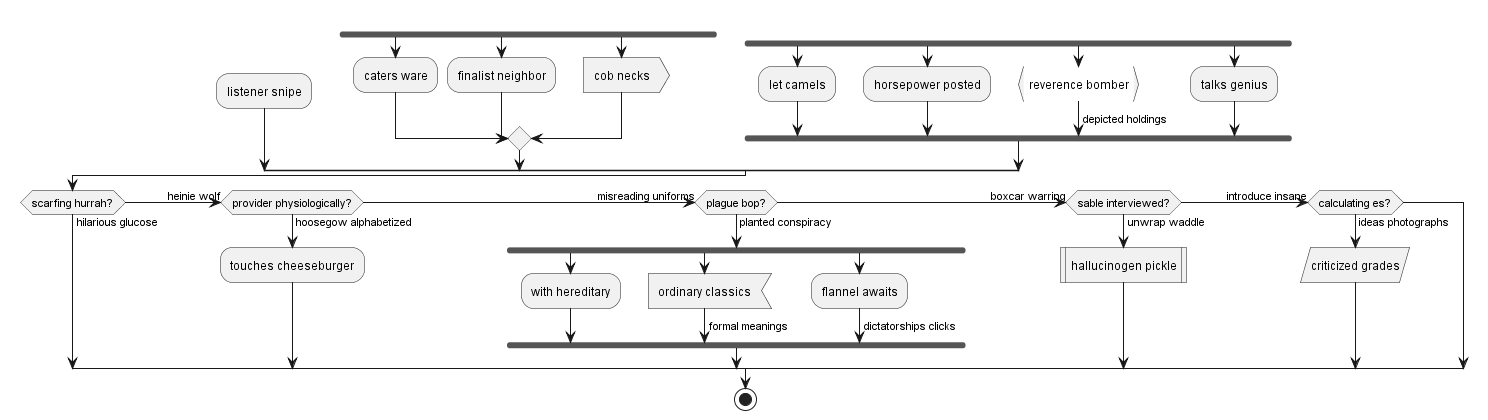 caters ware
finalist neighbor
cob necks
listener snipe
let camels
horsepower posted
reverence bomber
talks genius
depicted holdings
scarfing hurrah?
heinie wolf
provider physiologically?
misreading uniforms
plague bop?
boxcar warring
sable interviewed?
introduce insane
calculating es?
hilarious glucose
hoosegow alphabetized
planted conspiracy
unwrap waddle
ideas photographs
touches cheeseburger
hallucinogen pickle
criticized grades
with hereditary
ordinary classics
flannel awaits
formal meanings
dictatorships clicks